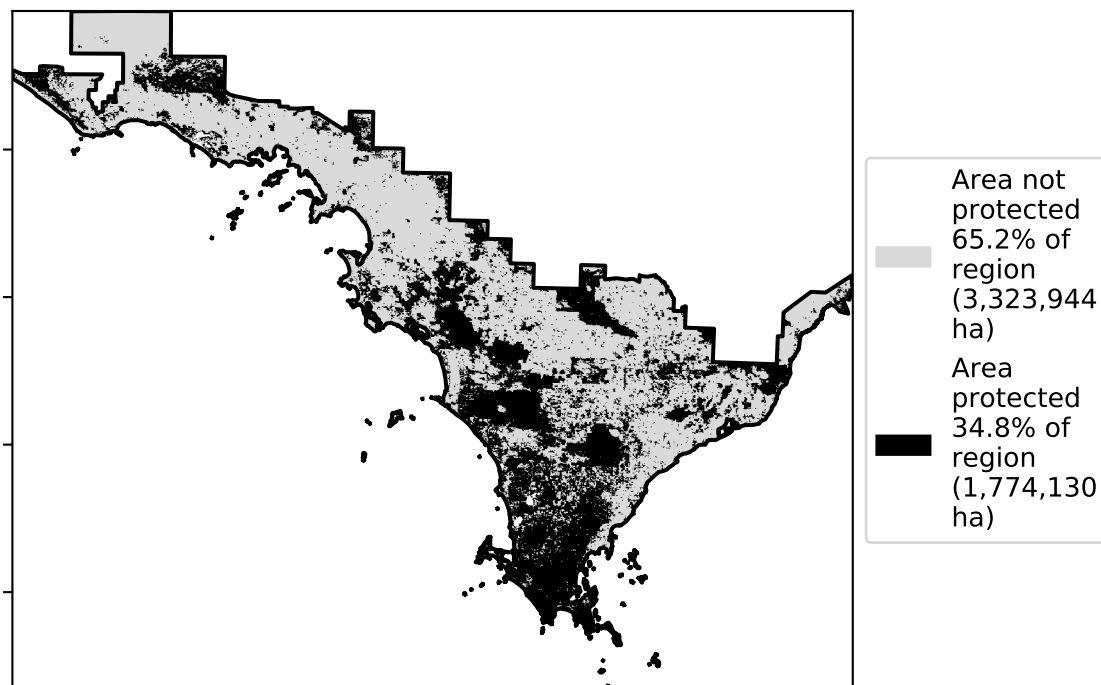 Area not
protected
65.2% of
region
(3,323,944
ha)
Area
protected
34.8% of
region
(1,774,130
ha)